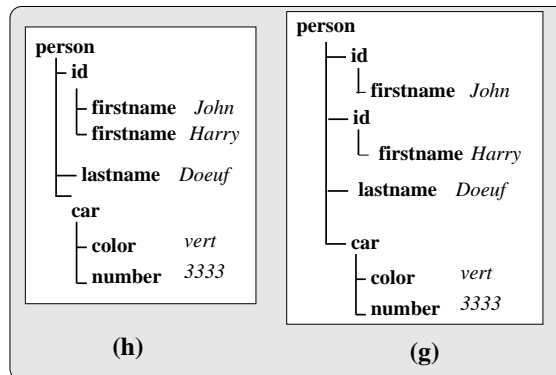 person
id
firstname John
firstname Harry
lastname Doeuf
car
color vert
number 3333
(h)
person
id
firstname John
id
firstname Harry
lastname Doeuf
car
color vert
number 3333
(g)